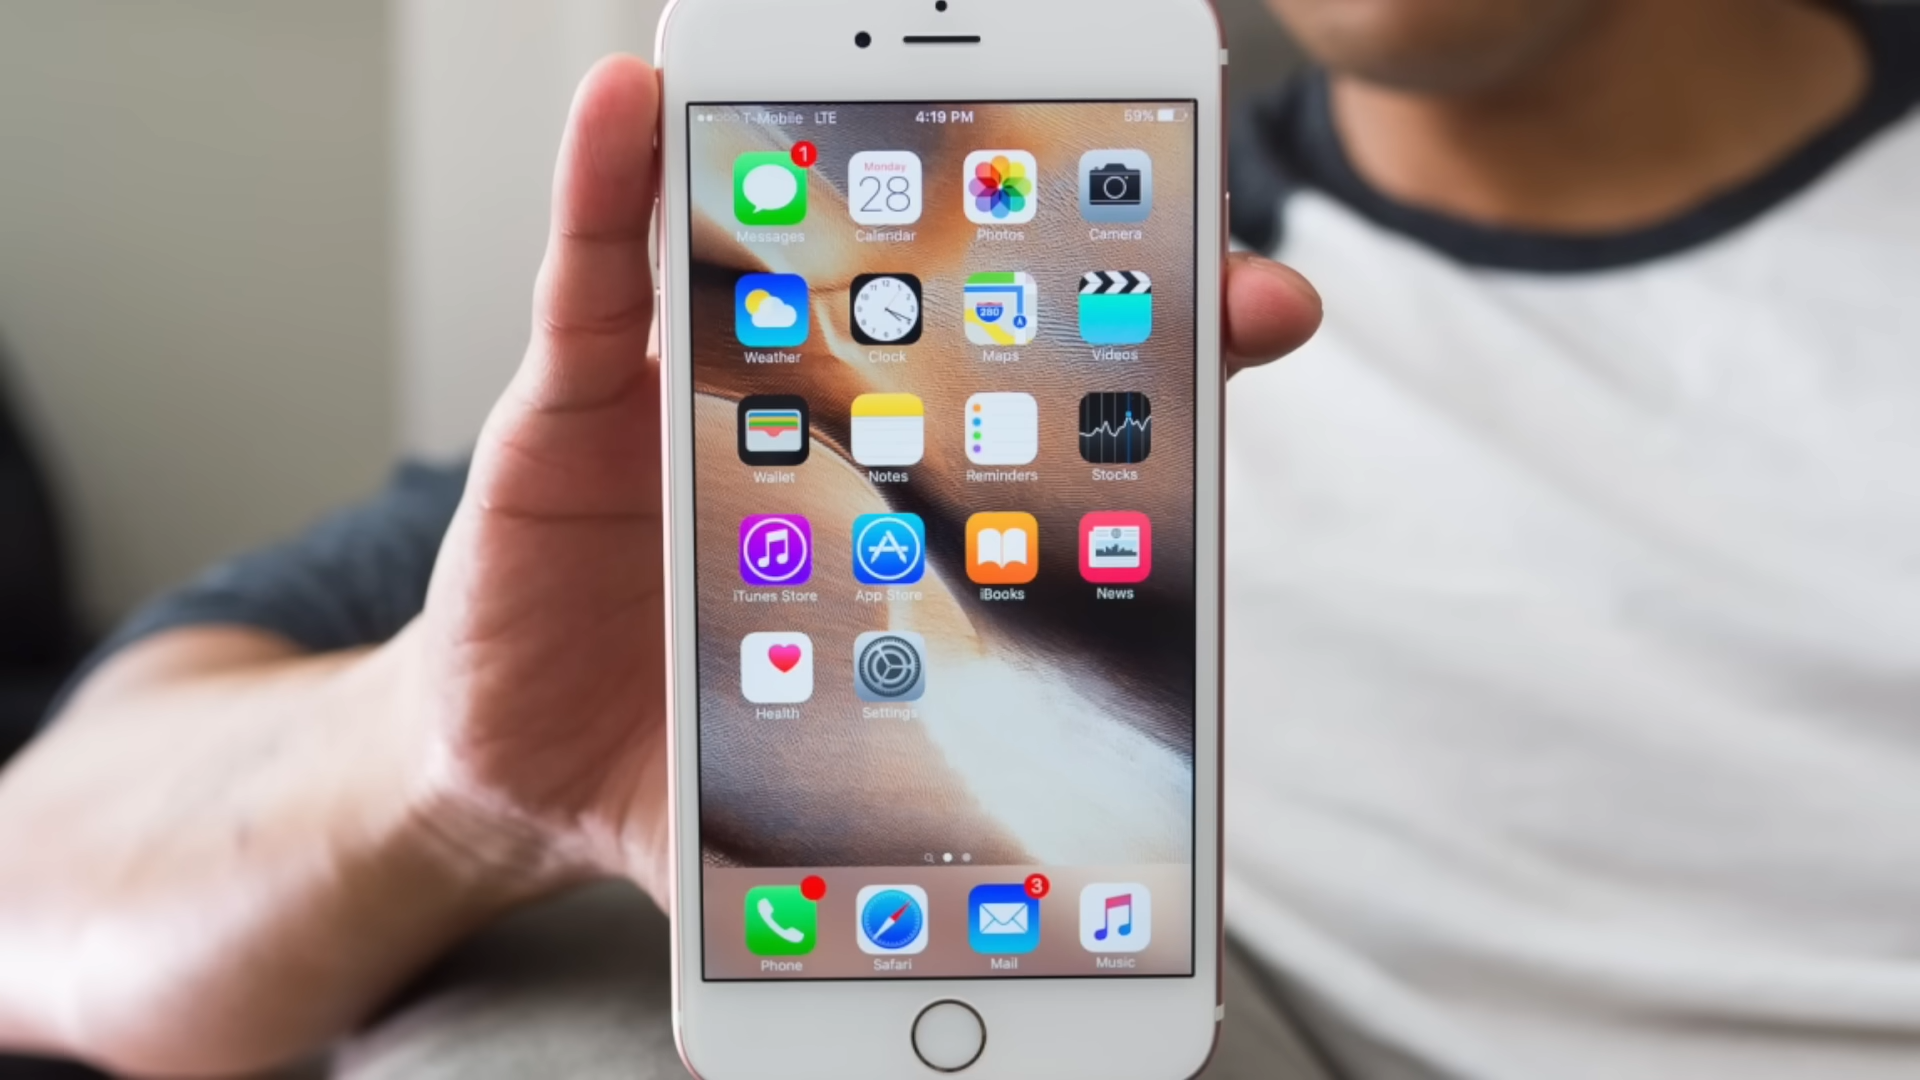 T-Mobile LTE 4:19 PM 59%
1
Monday
28
Messages Calendar Photos Camera
280
Weather Clock Maps Videos
Wallet Notes Reminders Stocks
iTunes Store App Store iBooks News
Health Settings
3
Phone Safari Mail Music